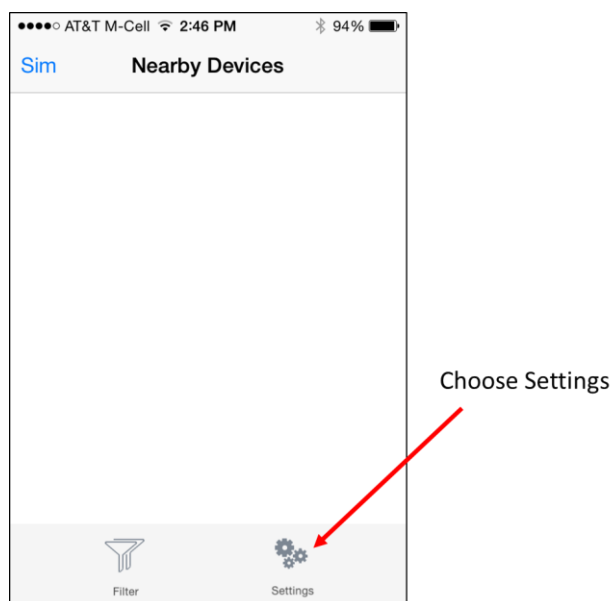 ●●●●○ AT&T M-Cell 2:46 PM 94%
Sim Nearby Devices
Choose Settings
Filter Settings